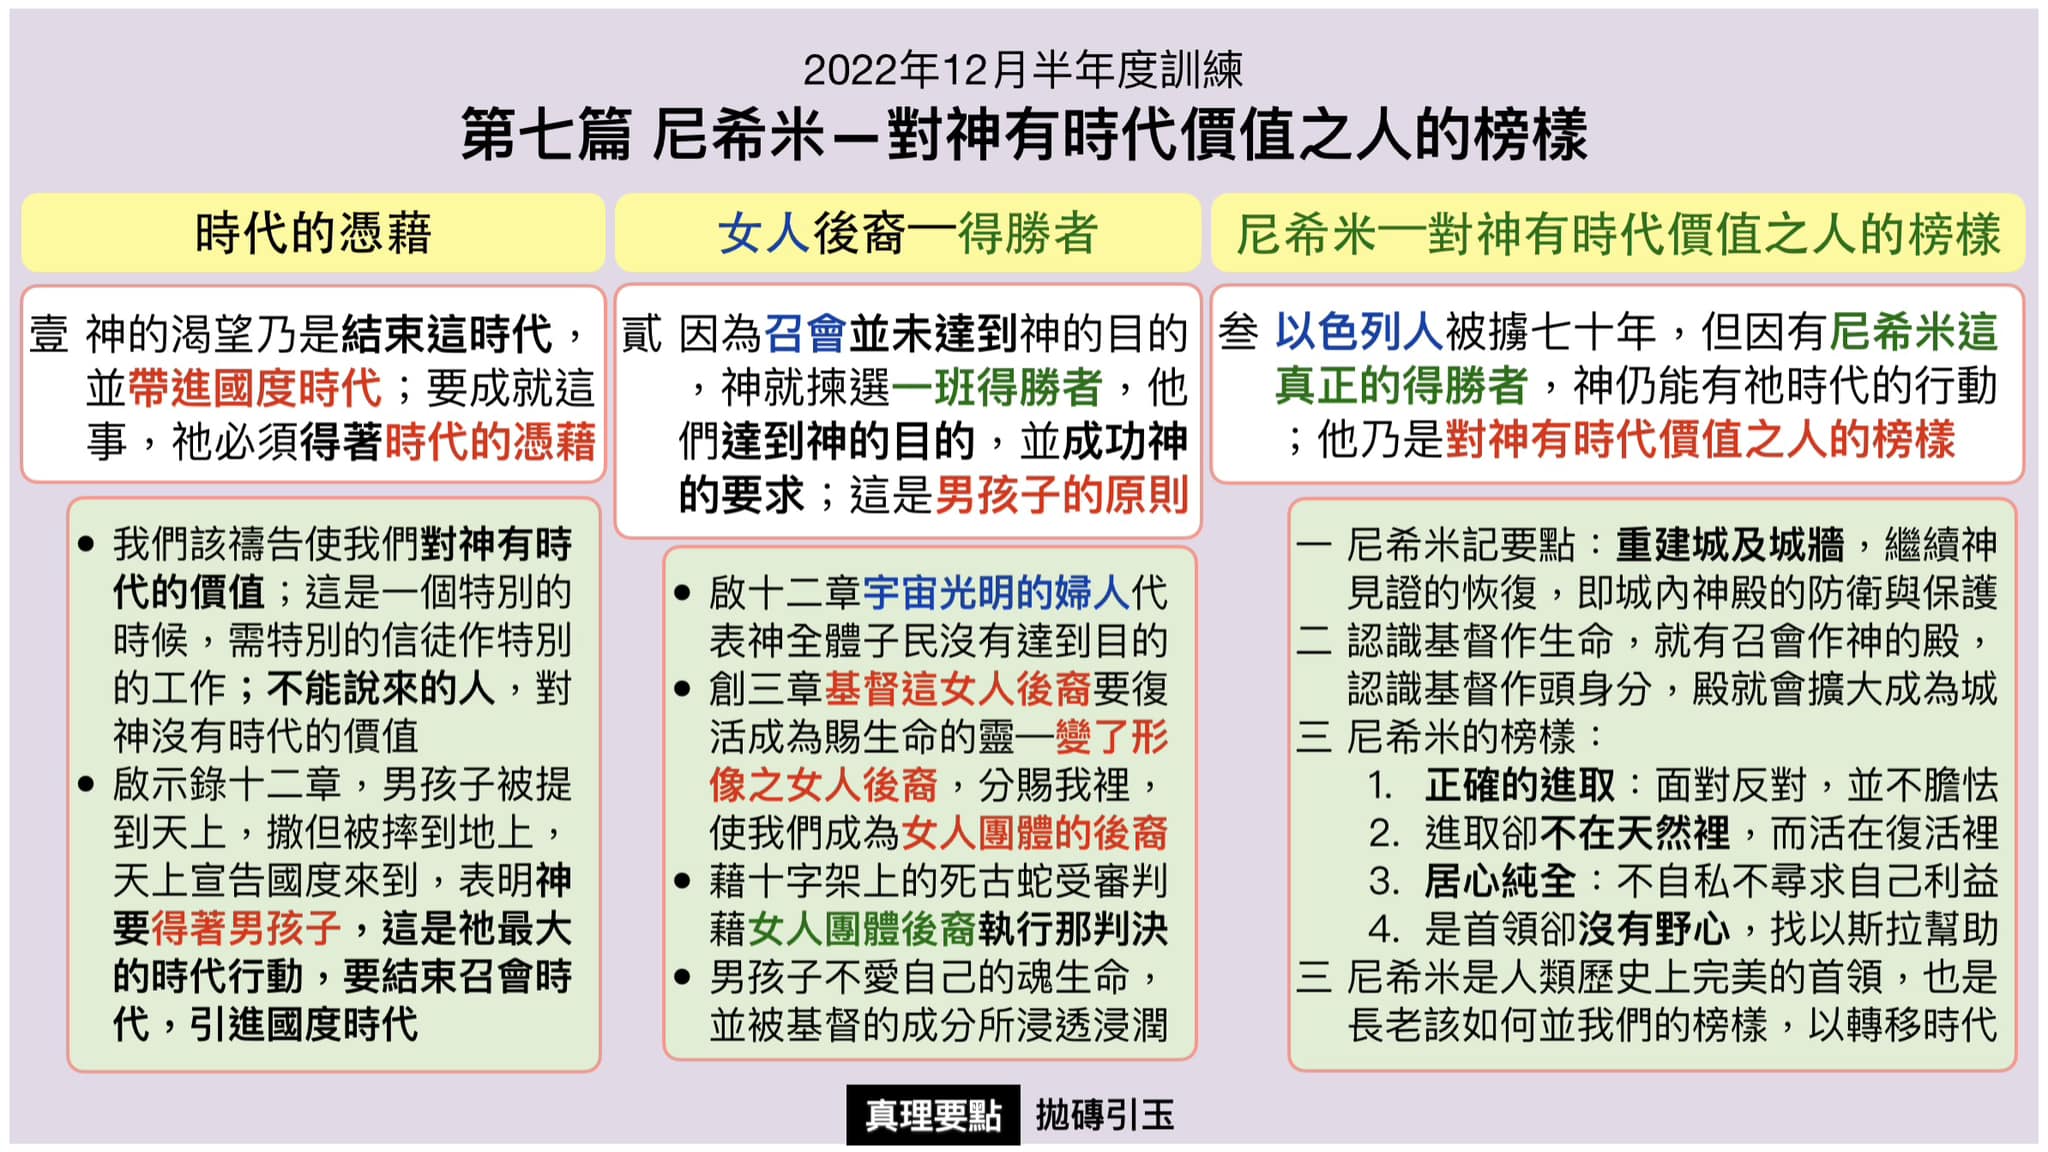 2022年12月半年度訓練
第七篇 尼希米—對神有時代價值之人的榜樣
時代的憑藉
壹 神的渴望乃是結束這時代，
並帶進國度時代；要成就這
事，祂必須得著時代的憑藉
• 我們該禱告使我們對神有時
代的價值；這是一個特別的
時候，需特別的信徒作特別
的工作；不能說來的人，對
神沒有時代的價值
• 啟示錄十二章，男孩子被提
到天上，撒但被摔到地上，
天上宣告國度來到，表明神
要得著男孩子，這是祂最大
的時代行動，要結束召會時
代，引進國度時代
女人後裔—得勝者
貳 因為召會並未達到神的目的
，神就揀選一班得勝者，他
們達到神的目的，並成功神
的要求；這是男孩子的原則
• 啟十二章宇宙光明的婦人代
表神全體子民沒有達到目的
• 創三章基督這女人後裔要復
活成為賜生命的靈—變了形
像之女人後裔，分賜我裡，
使我們成為女人團體的後裔
• 藉十字架上的死古蛇受審判
藉女人團體後裔執行那判決
• 男孩子不愛自己的魂生命，
並被基督的成分所浸透浸潤
尼希米—對神有時代價值之人的榜樣
叁 以色列人被擄七十年，但因有尼希米這
真正的得勝者，神仍能有祂時代的行動
；他乃是對神有時代價值之人的榜樣
一 尼希米記要點：重建城及城牆，繼續神
見證的恢復，即城內神殿的防衛與保護
二 認識基督作生命，就有召會作神的殿，
認識基督作頭身分，殿就會擴大成為城
三 尼希米的榜樣：
1. 正確的進取：面對反對，並不膽怯
2. 進取卻不在天然裡，而活在復活裡
3. 居心純全：不自私不尋求自己利益
4. 是首領卻沒有野心，找以斯拉幫助
三 尼希米是人類歷史上完美的首領，也是
長老該如何並我們的榜樣，以轉移時代
真理要點 拋磚引玉